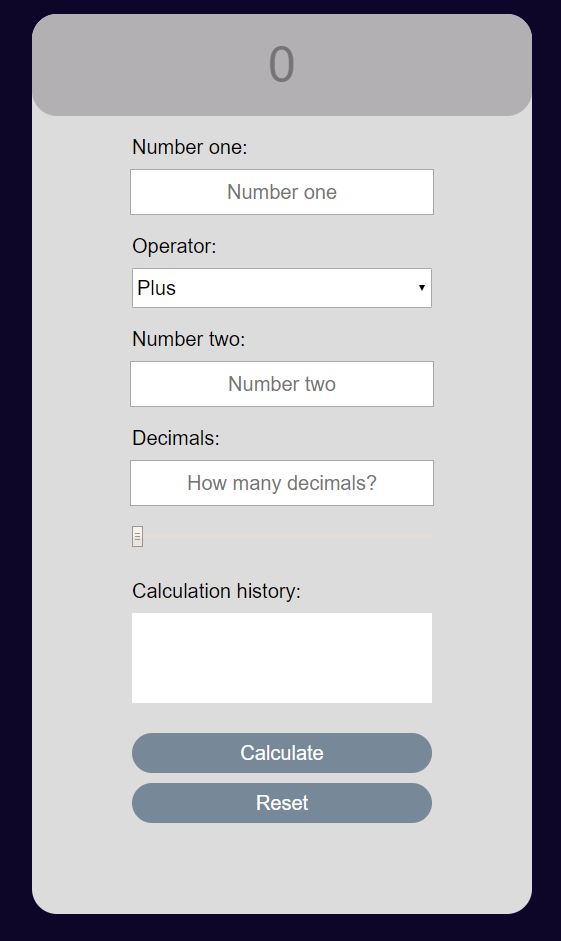 0
Number one:
Number one
Operator:
Plus
Number two:
Number two
Decimals:
How many decimals?
Calculation history:
Calculate
Reset